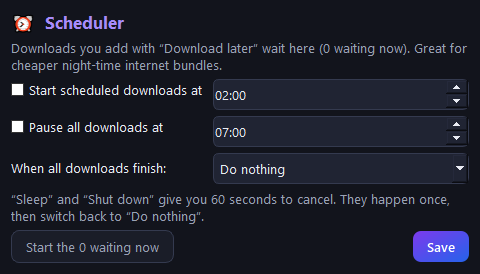 Scheduler
Downloads you add with “Download later” wait here (0 waiting now). Great for
cheaper night-time internet bundles.
Start scheduled downloads at 02:00
Pause all downloads at 07:00
When all downloads finish: Do nothing
“Sleep” and “Shut down” give you 60 seconds to cancel. They happen once,
then switch back to “Do nothing”.
Start the 0 waiting now Save